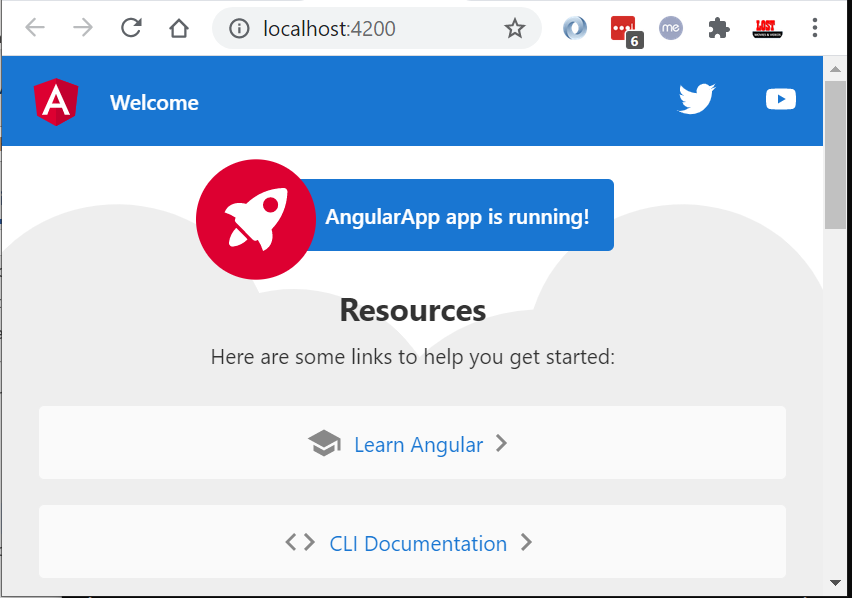 localhost:4200
6
me
LOST
A
Welcome
AngularApp app is running!
Resources
Here are some links to help you get started:
Learn Angular
CLI Documentation